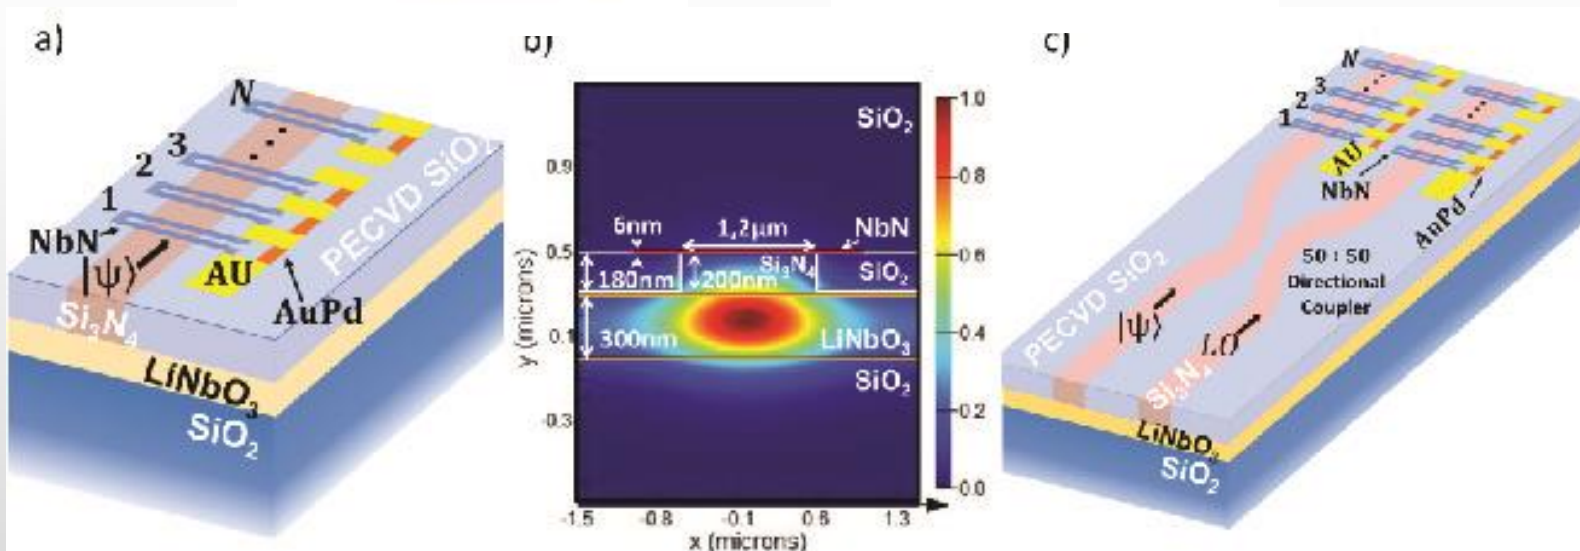 a)
N
3
2
1
NbN
|ψ⟩
AU
AuPd
PECVD SiO₂
Si₃N₄
LiNbO₃
SiO₂
b)
SiO₂
6nm
1,2μm
NbN
Si₃N₄
SiO₂
180nm
200nm
300nm
LiNbO₃
SiO₂
y (microns)
0.9
0.5
0.1
-0.3
-1.5
-0.8
-0.1
0.6
1.3
x (microns)
1.0
0.8
0.6
0.4
0.2
0.0
c)
N
3
2
1
AU
NbN
AuPd
50 : 50
Directional
Coupler
PECVD SiO₂
|ψ⟩
LO
Si₃N₄
LiNbO₃
SiO₂